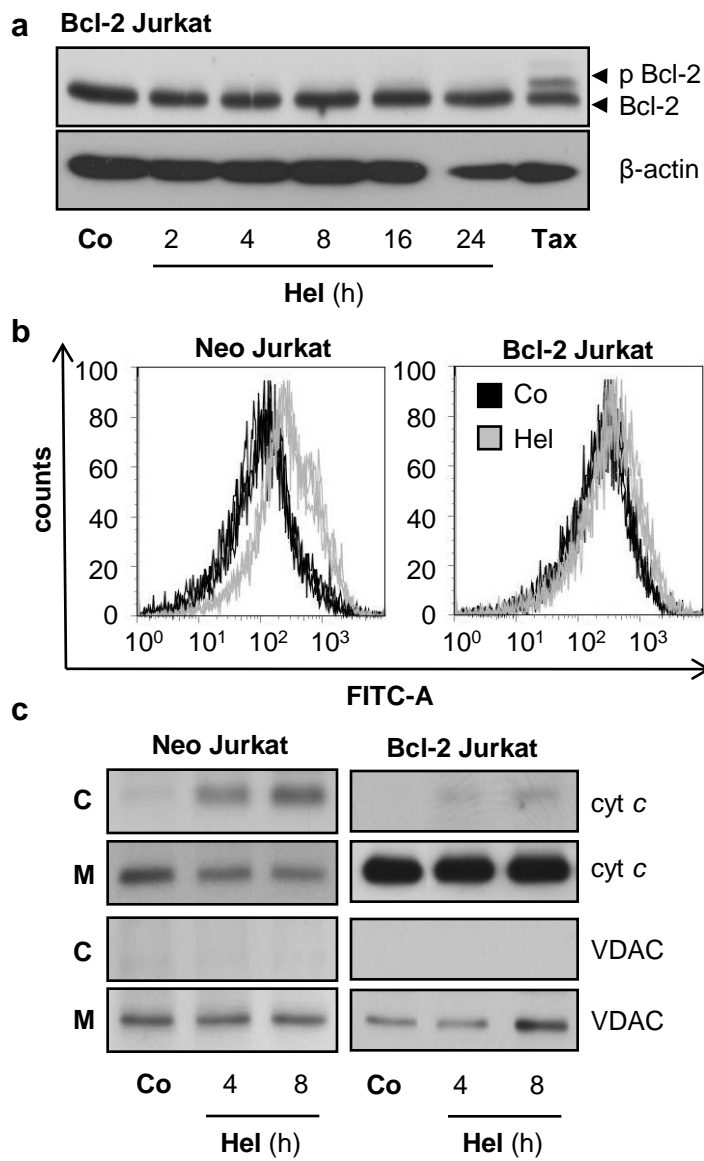 a
Bcl-2 Jurkat
p Bcl-2
Bcl-2
β-actin
Co 2 4 8 16 24 Tax
Hel (h)
b
Neo Jurkat Bcl-2 Jurkat
counts
100 80 60 40 20 0
10⁰ 10¹ 10² 10³
100 80 60 40 20 0
10⁰ 10¹ 10² 10³
Co
Hel
FITC-A
c
Neo Jurkat Bcl-2 Jurkat
C cyt c
M cyt c
C VDAC
M VDAC
Co 4 8 Co 4 8
Hel (h) Hel (h)